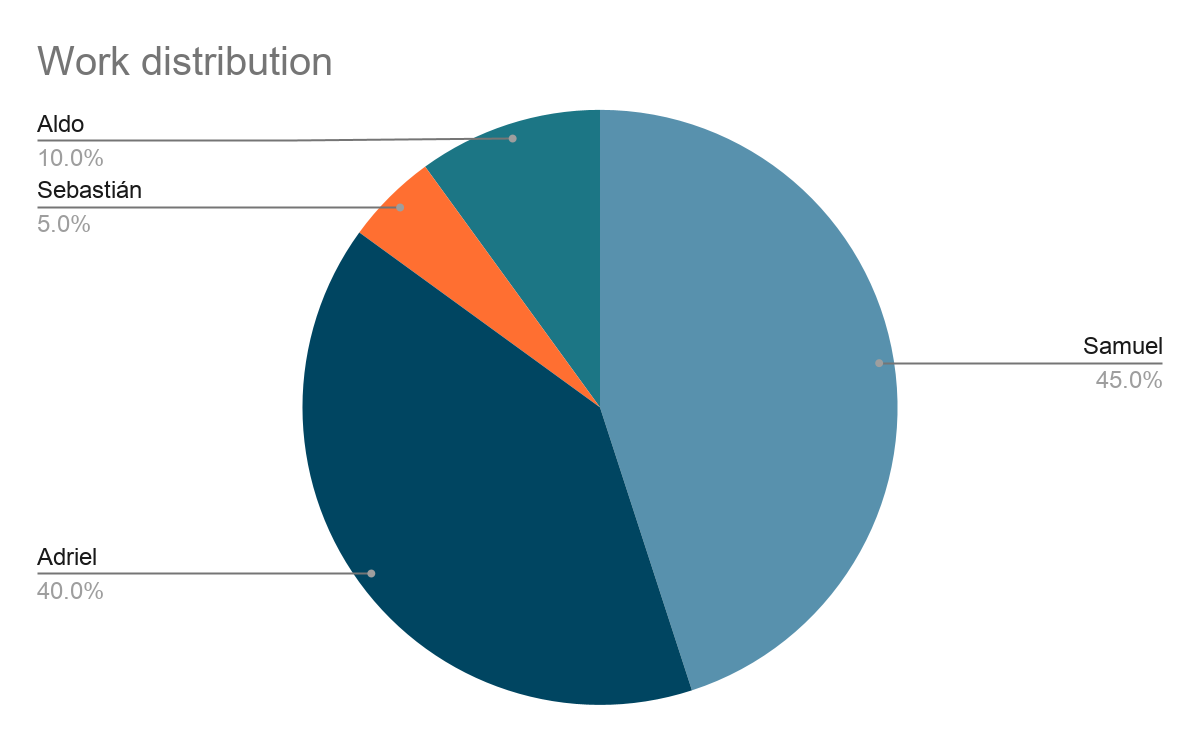 Work distribution
Aldo
10.0%
Sebastián
5.0%
Samuel
45.0%
Adriel
40.0%